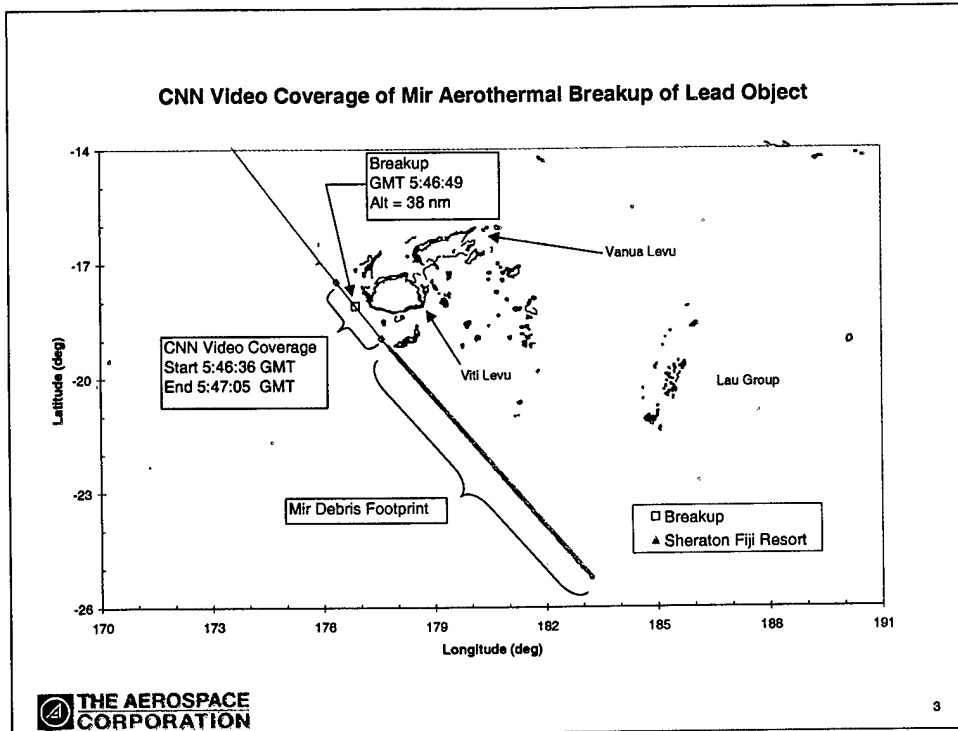 CNN Video Coverage of Mir Aerothermal Breakup of Lead Object
-14
-17
-20
-23
-26
Latitude (deg)
Breakup
GMT 5:46:49
Alt = 38 nm
Vanua Levu
CNN Video Coverage
Start 5:46:36 GMT
End 5:47:05 GMT
Viti Levu
Lau Group
Mir Debris Footprint
Breakup
Sheraton Fiji Resort
170
173
176
179
182
185
188
191
Longitude (deg)
THE AEROSPACE
CORPORATION
3